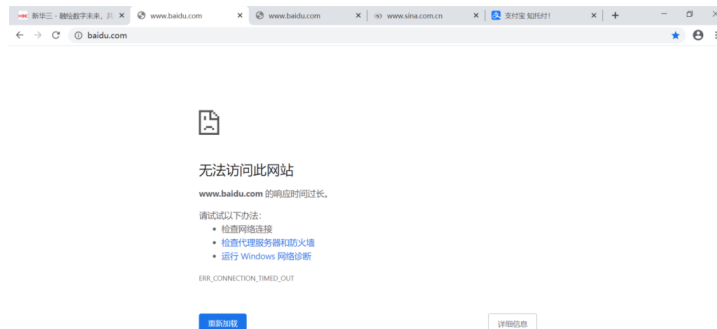 新华三 - 融绘数字未来，共
www.baidu.com
www.baidu.com
www.sina.com.cn
支付宝 知托付！
baidu.com
无法访问此网站
www.baidu.com 的响应时间过长。
请试试以下办法：
检查网络连接
检查代理服务器和防火墙
运行 Windows 网络诊断
ERR_CONNECTION_TIMED_OUT
重新加载
详细信息